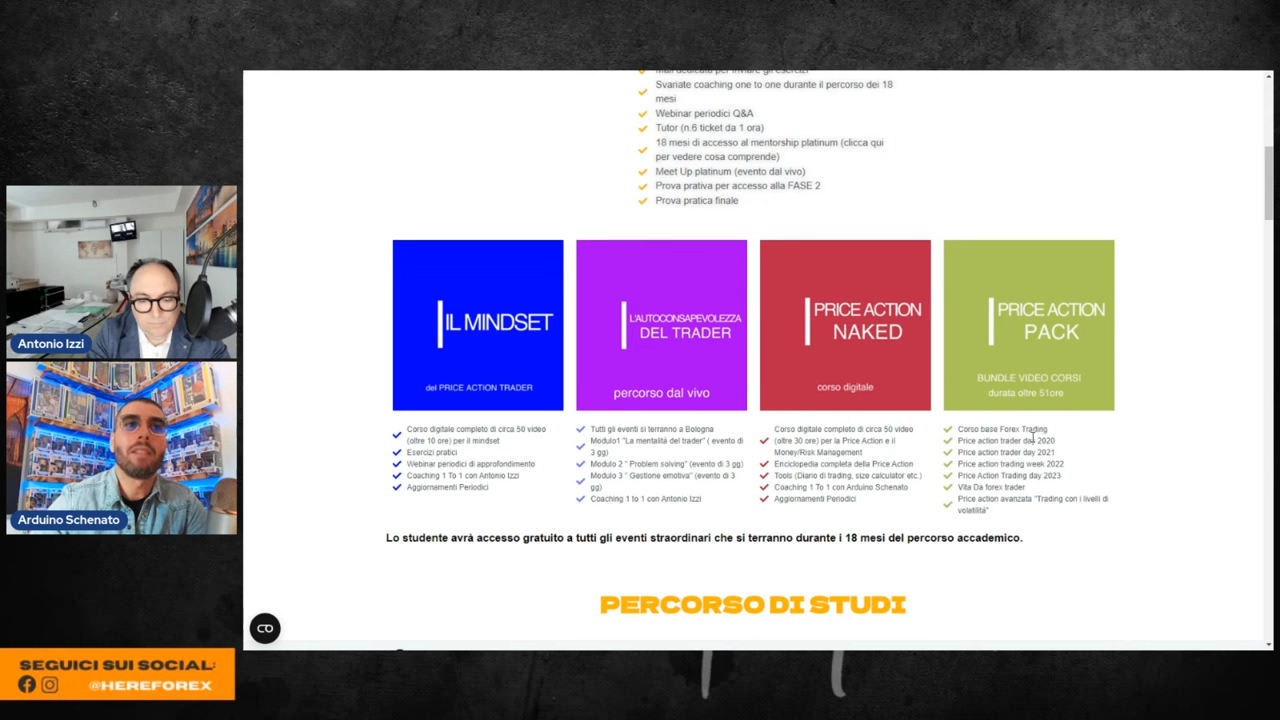 Mail dedicata per inviare gli esercizi
Svariate coaching one to one durante il percorso dei 18
mesi
Webinar periodici Q&A
Tutor (n.6 ticket da 1 ora)
18 mesi di accesso al mentorship platinum (clicca qui
per vedere cosa comprende)
Meet Up platinum (evento dal vivo)
Prova prativa per accesso alla FASE 2
Prova pratica finale
IL MINDSET
del PRICE ACTION TRADER
L'AUTOCONSAPEVOLEZZA
DEL TRADER
percorso dal vivo
PRICE ACTION
NAKED
corso digitale
PRICE ACTION
PACK
BUNDLE VIDEO CORSI
durata oltre 51ore
Corso digitale completo di circa 50 video
(oltre 10 ore) per il mindset
Esercizi pratici
Webinar periodici di approfondimento
Coaching 1 To 1 con Antonio Izzi
Aggiornamenti Periodici
Tutti gli eventi si terranno a Bologna
Modulo1 "La mentalità del trader" ( evento di
3 gg)
Modulo 2 " Problem solving" (evento di 3 gg)
Modulo 3 " Gestione emotiva" (evento di 3
gg)
Coaching 1 to 1 con Antonio Izzi
Corso digitale completo di circa 50 video
(oltre 30 ore) per la Price Action e il
Money/Risk Management
Enciclopedia completa della Price Action
Tools (Diario di trading, size calculator etc.)
Coaching 1 To 1 con Arduino Schenato
Aggiornamenti Periodici
Corso base Forex Trading
Price action trader day 2020
Price action trader day 2021
Price action trading week 2022
Price Action Trading day 2023
Vita Da forex trader
Price action avanzata "Trading con i livelli di
volatilità"
Lo studente avrà accesso gratuito a tutti gli eventi straordinari che si terranno durante i 18 mesi del percorso accademico.
PERCORSO DI STUDI
Antonio Izzi
Arduino Schenato
SEGUICI SUI SOCIAL:
@HEREFOREX